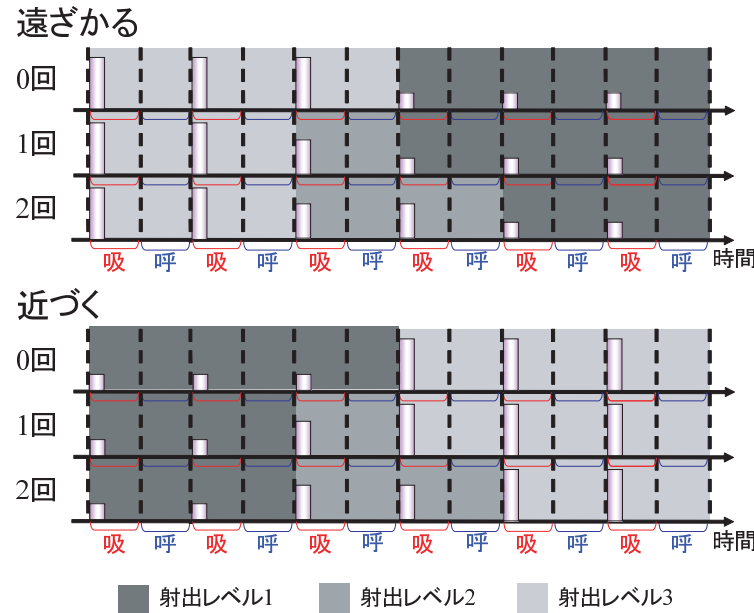 遠ざかる
0回
1回
2回
吸 呼 吸 呼 吸 呼 吸 呼 吸 呼 吸 呼 時間
近づく
0回
1回
2回
吸 呼 吸 呼 吸 呼 吸 呼 吸 呼 吸 呼 時間
射出レベル1 射出レベル2 射出レベル3